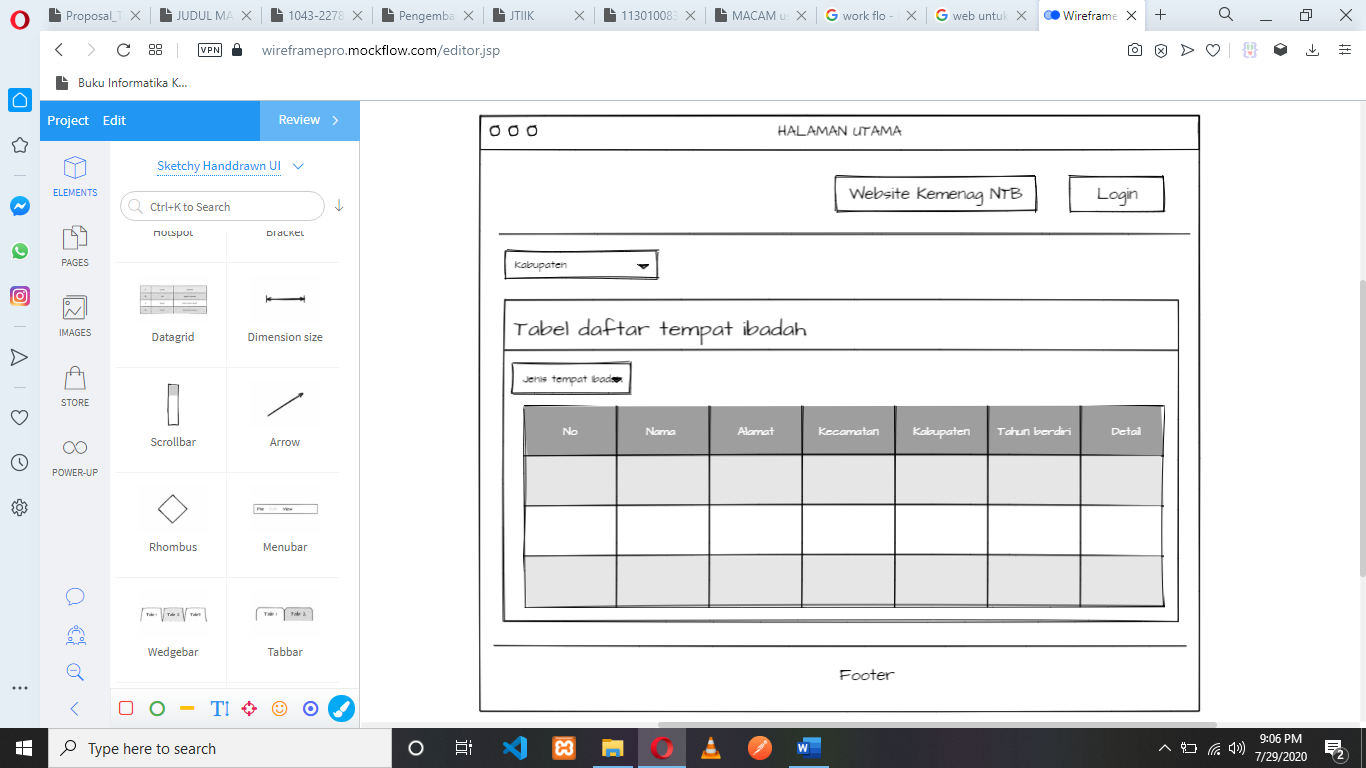 Proposal_T
JUDUL MA
1043-2278
Pengemba
JTIIK
113010083
MACAM u
work flo -
web untuk
Wireframe
VPN
wireframepro.mockflow.com/editor.jsp
Buku Informatika K...
Project Edit Review
Sketchy Handdrawn UI
Ctrl+K to Search
ELEMENTS
PAGES
IMAGES
STORE
POWER-UP
Hotspot Bracket
Datagrid Dimension size
Scrollbar Arrow
Rhombus Menubar
Wedgebar Tabbar
HALAMAN UTAMA
Website Kemenag NTB Login
Kabupaten
Tabel daftar tempat ibadah
Jenis tempat ibadah
No Nama Alamat Kecamatan Kabupaten Tahun berdiri Detail
Footer
Type here to search
9:06 PM
7/29/2020
2